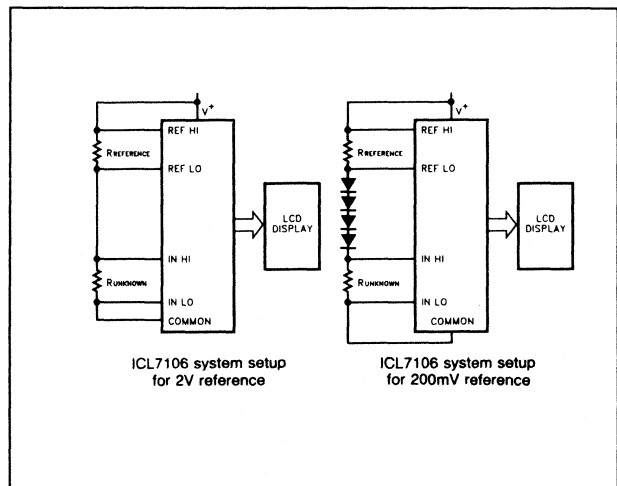 V+
REF HI
RREFERENCE
REF LO
LCD
DISPLAY
IN HI
RUNKNOWN
IN LO
COMMON
ICL7106 system setup
for 2V reference
V+
REF HI
RREFERENCE
REF LO
LCD
DISPLAY
IN HI
RUNKNOWN
IN LO
COMMON
ICL7106 system setup
for 200mV reference